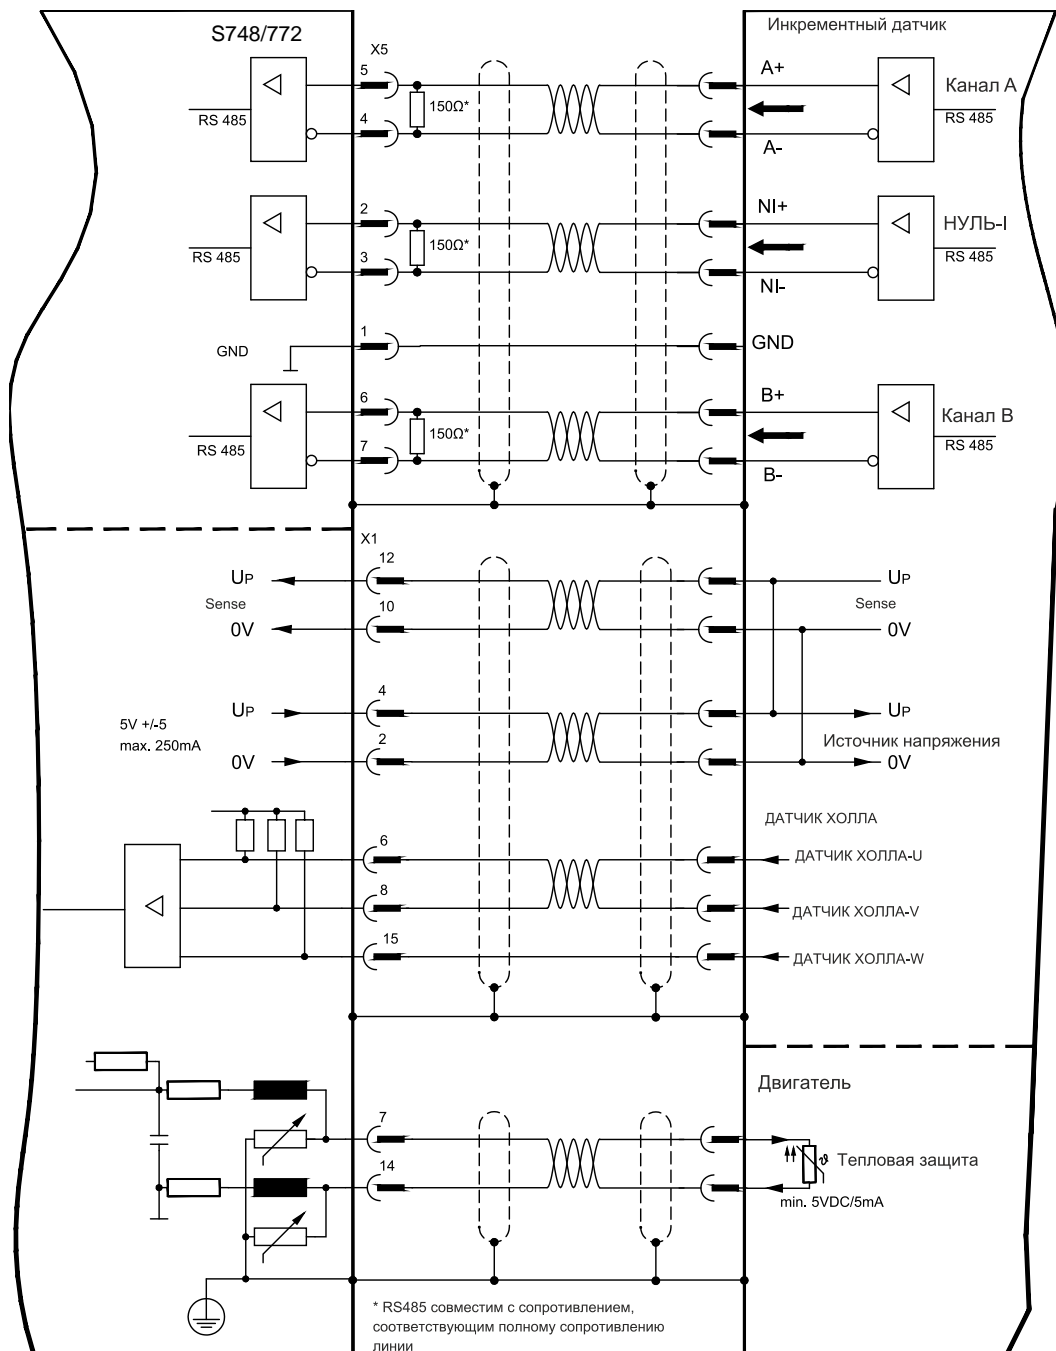 S748/772
Инкрементный датчик
X5
5
A+
Канал A
RS 485
150Ω*
RS 485
4
A-
2
NI+
НУЛЬ-I
RS 485
150Ω*
RS 485
3
NI-
1
GND
GND
6
B+
Канал B
RS 485
150Ω*
RS 485
7
B-
X1
12
UP
UP
Sense
Sense
10
0V
0V
4
UP
UP
5V +/-5
max. 250mA
2
Источник напряжения
0V
0V
ДАТЧИК ХОЛЛА
6
ДАТЧИК ХОЛЛА-U
8
ДАТЧИК ХОЛЛА-V
15
ДАТЧИК ХОЛЛА-W
Двигатель
7
14
ϑ
Тепловая защита
min. 5VDC/5mA
* RS485 совместим с сопротивлением,
соответствующим полному сопротивлению
линии